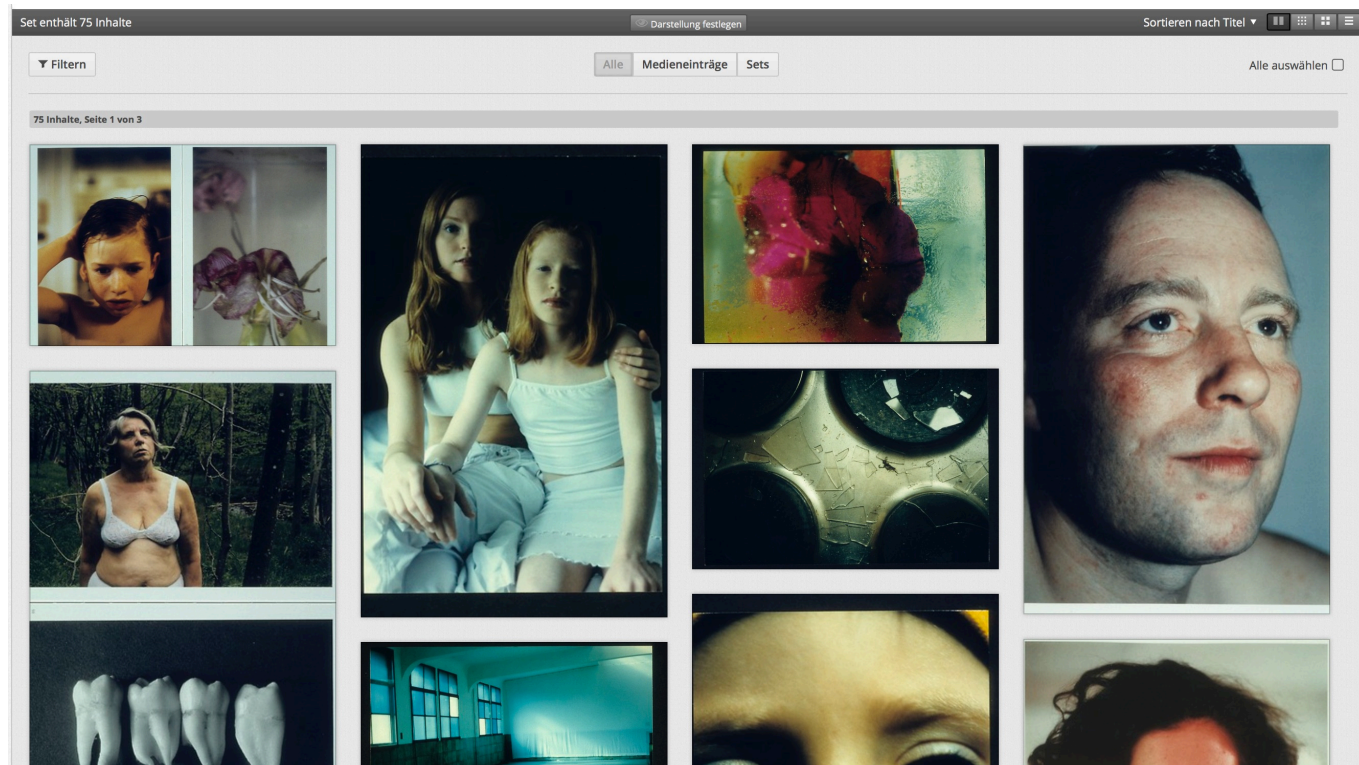 Set enthält 75 Inhalte
Darstellung festlegen
Sortieren nach Titel
Filtern
Alle
Medieneinträge
Sets
Alle auswählen
75 Inhalte, Seite 1 von 3